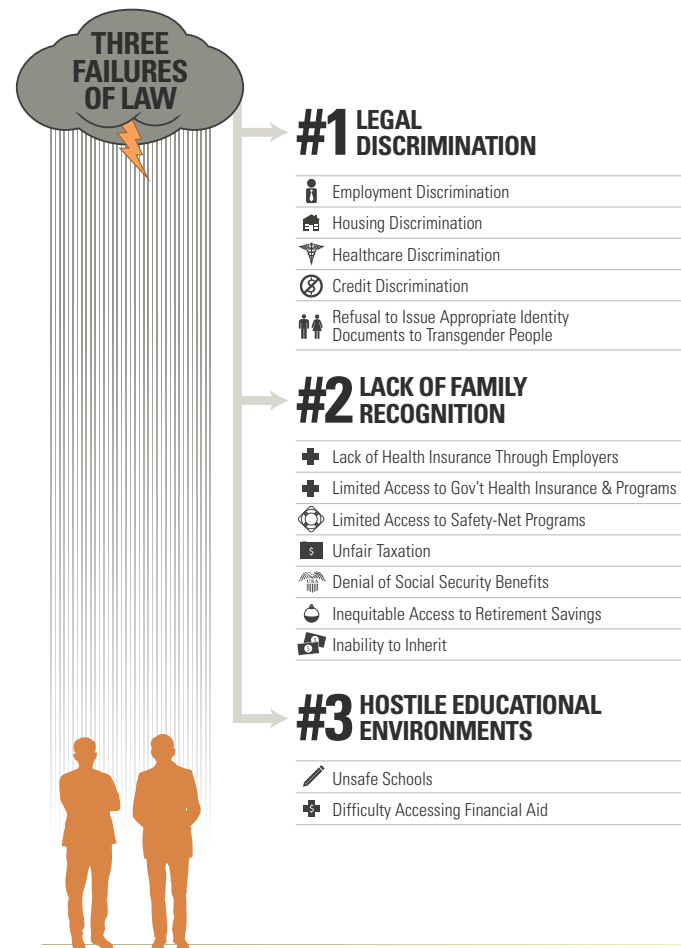 THREE
FAILURES
OF LAW
#1 LEGAL
DISCRIMINATION
Employment Discrimination
Housing Discrimination
Healthcare Discrimination
Credit Discrimination
Refusal to Issue Appropriate Identity
Documents to Transgender People
#2 LACK OF FAMILY
RECOGNITION
Lack of Health Insurance Through Employers
Limited Access to Gov't Health Insurance & Programs
Limited Access to Safety-Net Programs
$ Unfair Taxation
USA Denial of Social Security Benefits
Inequitable Access to Retirement Savings
Inability to Inherit
#3 HOSTILE EDUCATIONAL
ENVIRONMENTS
Unsafe Schools
$ Difficulty Accessing Financial Aid